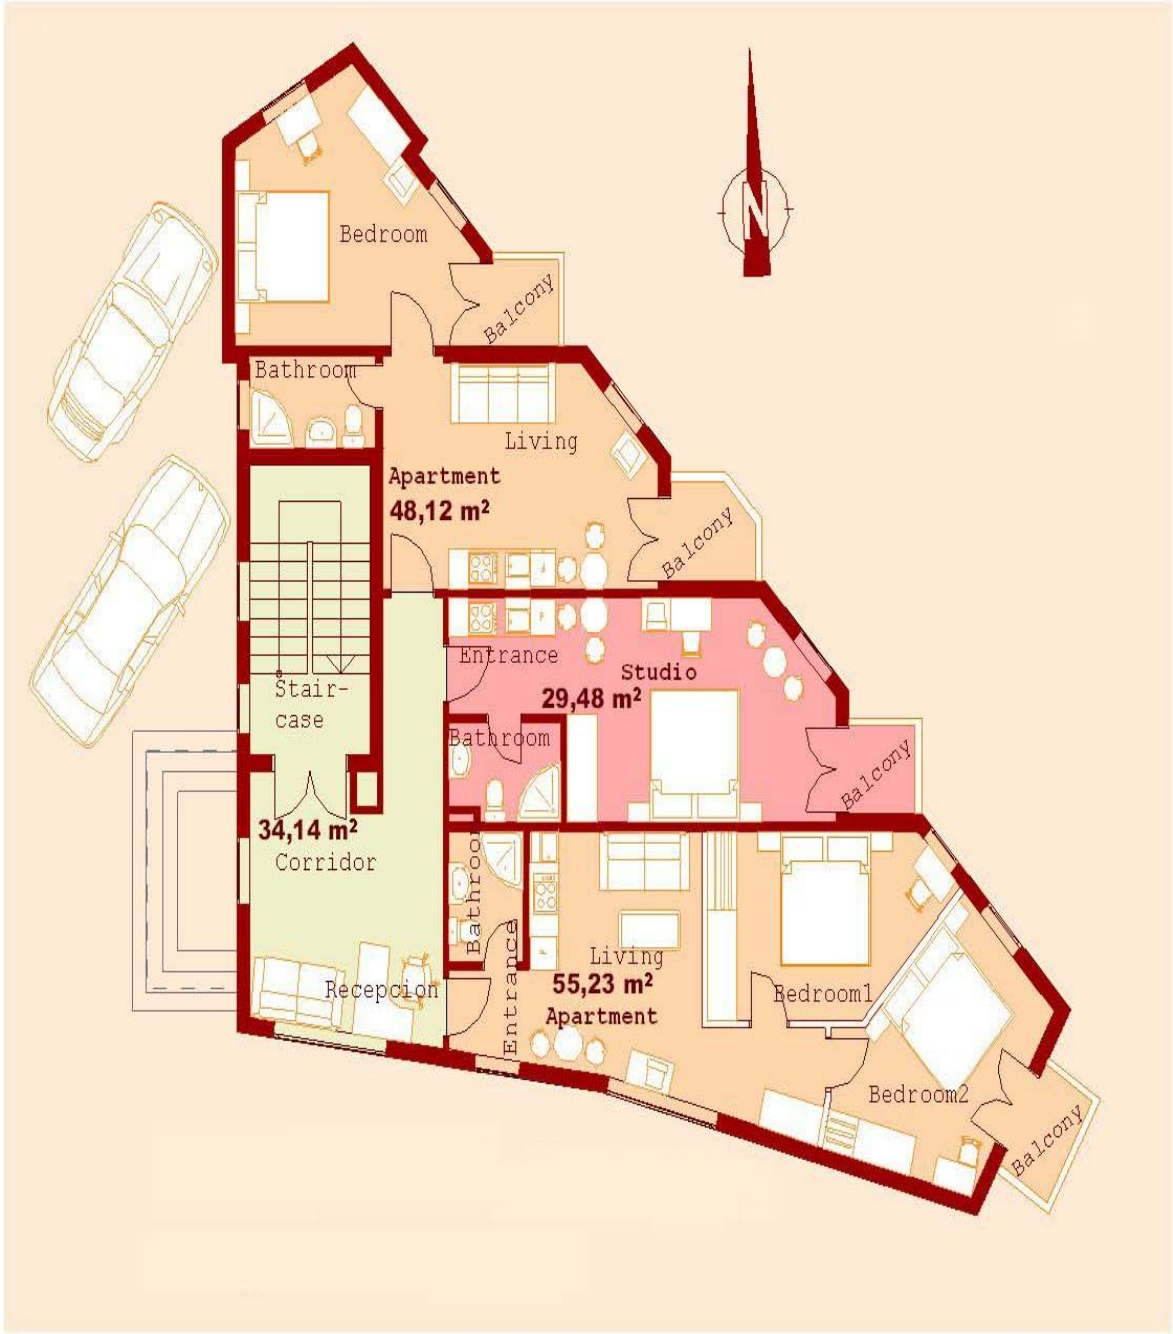 N
Bedroom
Balcony
Bathroom
Living
Apartment
48,12 m²
Balcony
Entrance
Studio
29,48 m²
Stair-
case
Bathroom
Balcony
34,14 m²
Corridor
Bathroom
Living
55,23 m²
Apartment
Recepcion
Entrance
Bedroom1
Bedroom2
Balcony